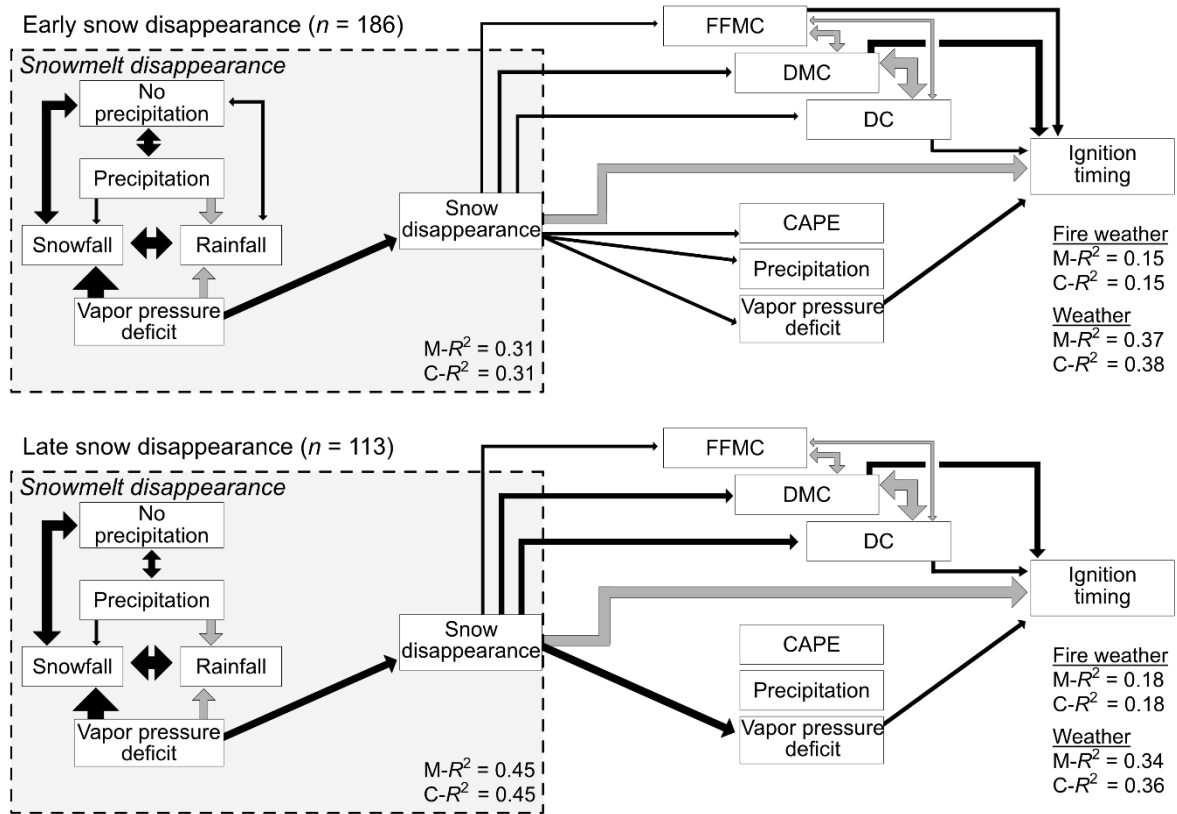 Early snow disappearance (n = 186)
Snowmelt disappearance
No
precipitation
Precipitation
Snowfall
Rainfall
Vapor pressure
deficit
M-R² = 0.31
C-R² = 0.31
Snow
disappearance
FFMC
DMC
DC
CAPE
Precipitation
Vapor pressure
deficit
Ignition
timing
Fire weather
M-R² = 0.15
C-R² = 0.15
Weather
M-R² = 0.37
C-R² = 0.38
Late snow disappearance (n = 113)
Snowmelt disappearance
No
precipitation
Precipitation
Snowfall
Rainfall
Vapor pressure
deficit
M-R² = 0.45
C-R² = 0.45
Snow
disappearance
FFMC
DMC
DC
CAPE
Precipitation
Vapor pressure
deficit
Ignition
timing
Fire weather
M-R² = 0.18
C-R² = 0.18
Weather
M-R² = 0.34
C-R² = 0.36